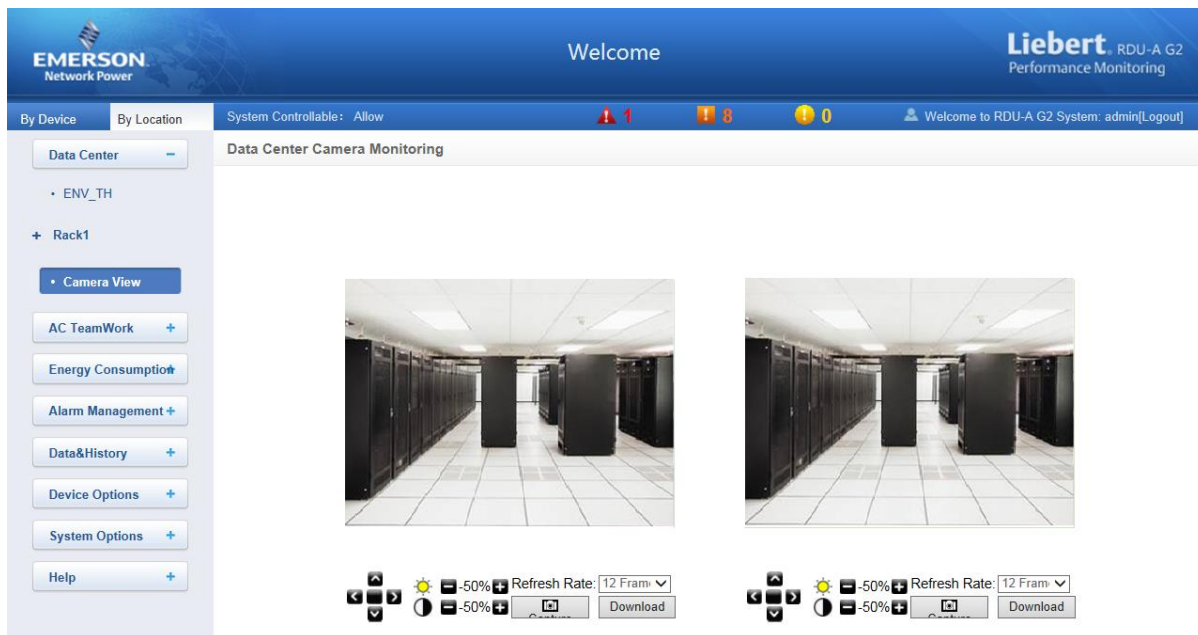 EMERSON.
Network Power
Welcome
Liebert. RDU-A G2
Performance Monitoring
By Device By Location
System Controllable: Allow
1 8 0
Welcome to RDU-A G2 System: admin[Logout]
Data Center −
Data Center Camera Monitoring
• ENV_TH
+ Rack1
• Camera View
AC TeamWork +
Energy Consumption
Alarm Management +
Data&History +
Device Options +
System Options +
Help +
-50% Refresh Rate: 12 Fram
-50% Capture Download
-50% Refresh Rate: 12 Fram
-50% Capture Download